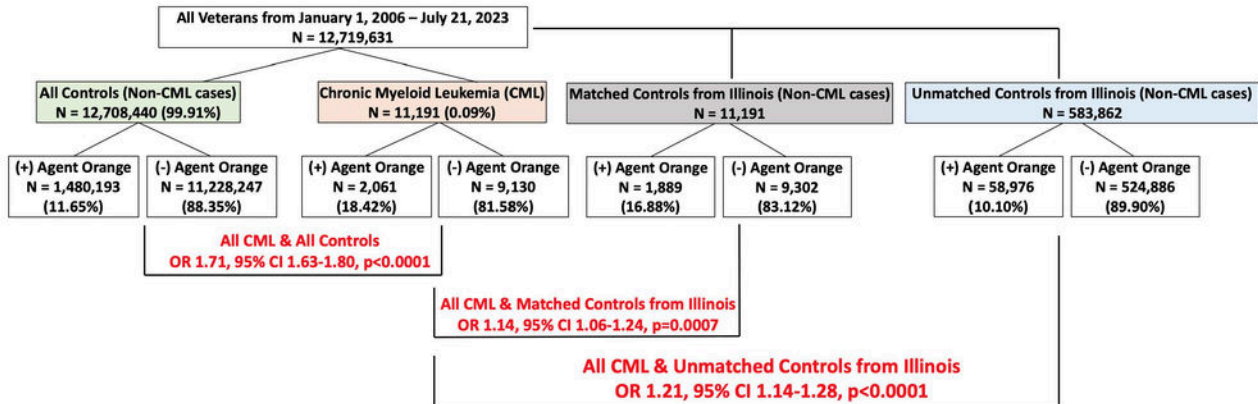 All Veterans from January 1, 2006 – July 21, 2023
N = 12,719,631
All Controls (Non-CML cases)
N = 12,708,440 (99.91%)
Chronic Myeloid Leukemia (CML)
N = 11,191 (0.09%)
Matched Controls from Illinois (Non-CML cases)
N = 11,191
Unmatched Controls from Illinois (Non-CML cases)
N = 583,862
(+) Agent Orange
N = 1,480,193
(11.65%)
(-) Agent Orange
N = 11,228,247
(88.35%)
(+) Agent Orange
N = 2,061
(18.42%)
(-) Agent Orange
N = 9,130
(81.58%)
(+) Agent Orange
N = 1,889
(16.88%)
(-) Agent Orange
N = 9,302
(83.12%)
(+) Agent Orange
N = 58,976
(10.10%)
(-) Agent Orange
N = 524,886
(89.90%)
All CML & All Controls
OR 1.71, 95% CI 1.63-1.80, p<0.0001
All CML & Matched Controls from Illinois
OR 1.14, 95% CI 1.06-1.24, p=0.0007
All CML & Unmatched Controls from Illinois
OR 1.21, 95% CI 1.14-1.28, p<0.0001